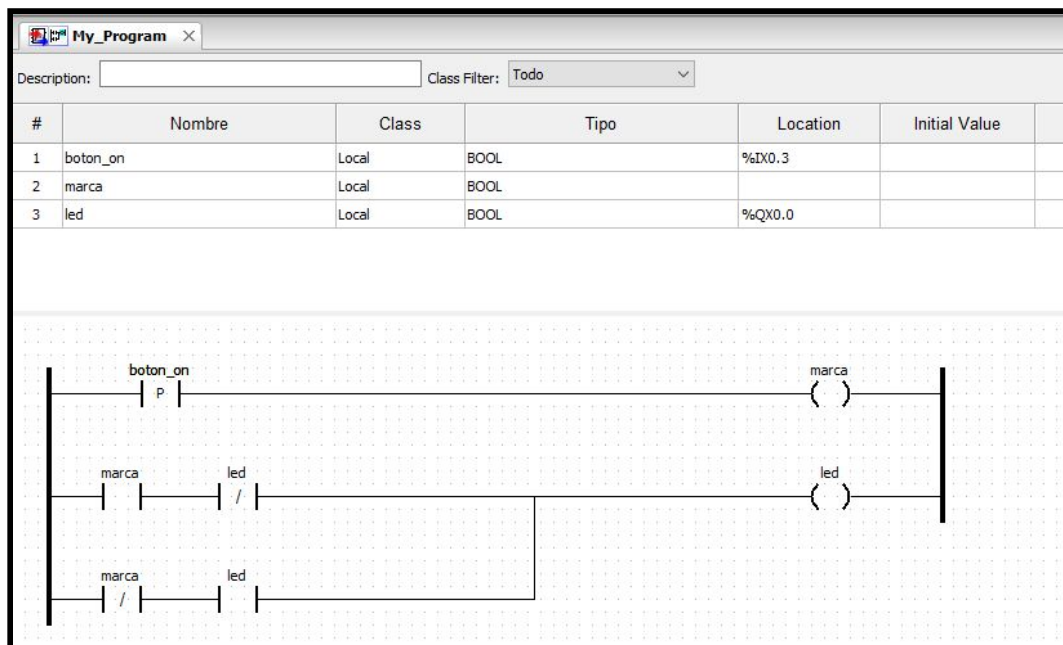 My_Program
Description: Class Filter: Todo
# Nombre Class Tipo Location Initial Value
1 boton_on Local BOOL %IX0.3
2 marca Local BOOL
3 led Local BOOL %QX0.0
boton_on marca
P ( )
marca led led
/ ( )
marca led
/